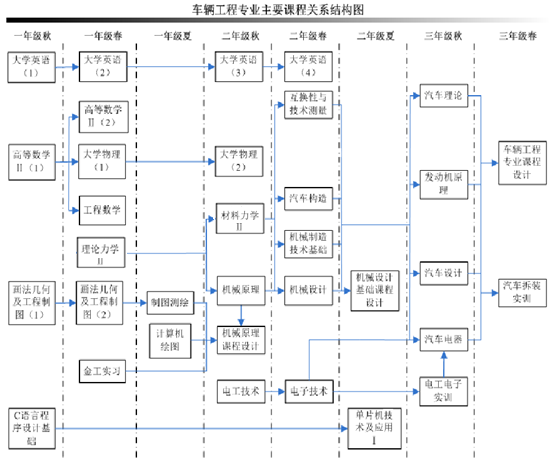 车辆工程专业主要课程关系结构图
一年级秋
一年级春
一年级夏
二年级秋
二年级春
二年级夏
三年级秋
三年级春
大学英语
（1）
大学英语
（2）
大学英语
（3）
大学英语
（4）
高等数学
Ⅱ（2）
互换性与
技术测量
汽车理论
高等数学
Ⅱ（1）
大学物理
（1）
大学物理
（2）
车辆工程
专业课程
设计
工程数学
材料力学
Ⅱ
汽车构造
发动机原
理
理论力学
Ⅱ
机械制造
技术基础
画法几何
及工程制
图（1）
画法几何
及工程制
图（2）
制图测绘
机械原理
机械设计
机械设计
基础课程
设计
汽车设计
汽车拆装
实训
计算机
绘图
机械原理
课程设计
汽车电器
金工实习
电工技术
电子技术
电工电子
实训
C语言程
序设计基
础
单片机技
术及应用
I